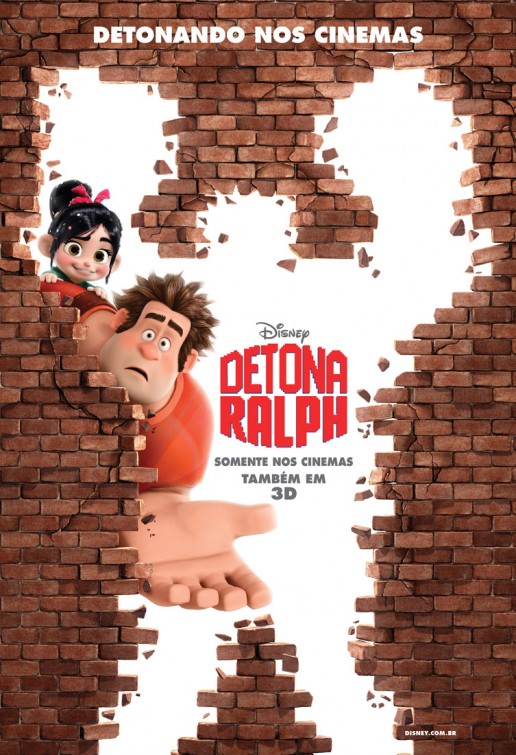 DETONANDO NOS CINEMAS
DISNEY
DETONA
RALPH
SOMENTE NOS CINEMAS
TAMBÉM EM
3D
DISNEY.COM.BR